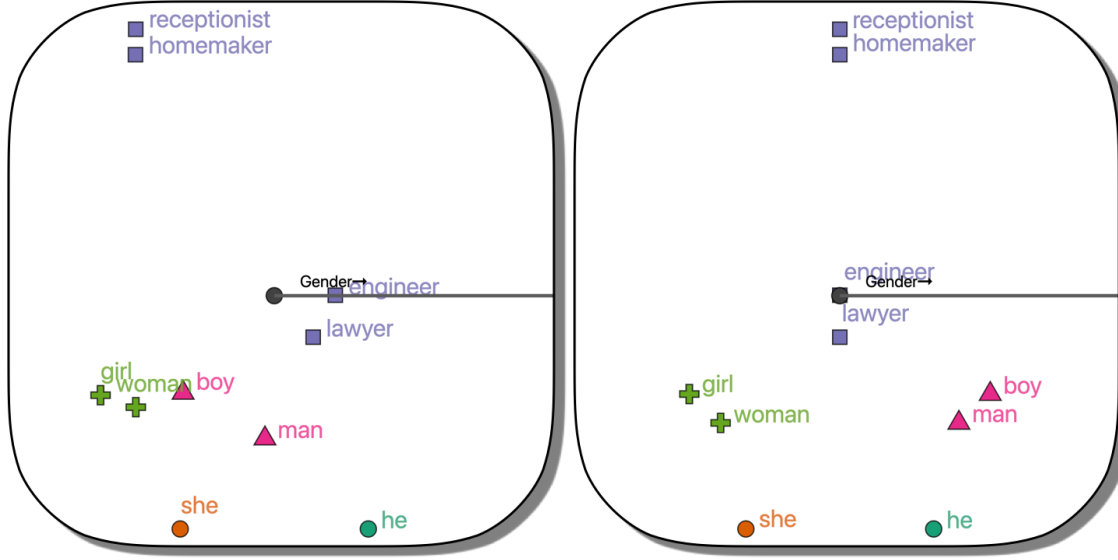 receptionist
homemaker
Gender→
engineer
lawyer
girl
woman
boy
man
she
he
receptionist
homemaker
engineer
Gender→
lawyer
girl
boy
woman
man
she
he